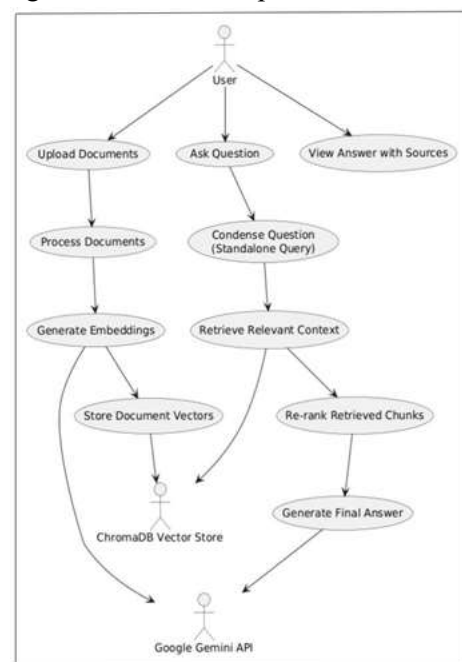 User
Upload Documents
Ask Question
View Answer with Sources
Process Documents
Condense Question
(Standalone Query)
Generate Embeddings
Retrieve Relevant Context
Store Document Vectors
Re-rank Retrieved Chunks
ChromaDB Vector Store
Generate Final Answer
Google Gemini API